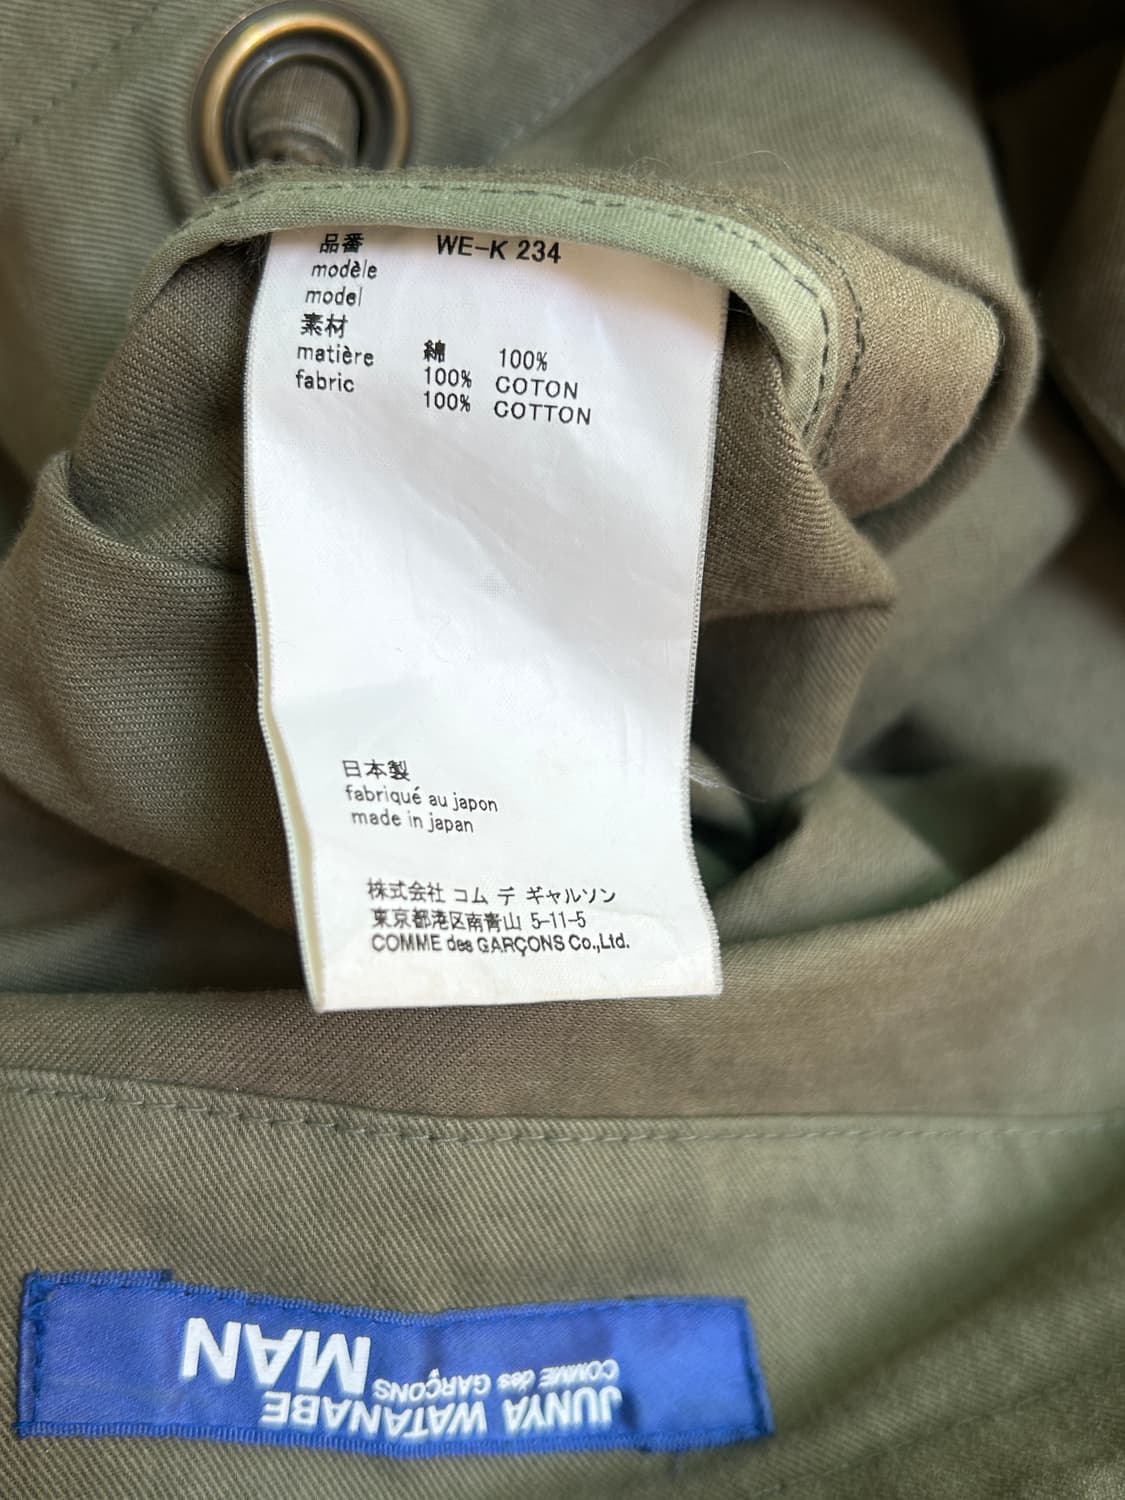 品番 WE-K 234
modèle
model
素材
matière 綿 100%
fabric 100% COTON
100% COTTON
日本製
fabriqué au japon
made in japan
株式会社 コム デ ギャルソン
東京都港区南青山 5-11-5
COMME des GARÇONS Co.,Ltd.
JUNYA WATANABE
COMME des GARÇONS
MAN